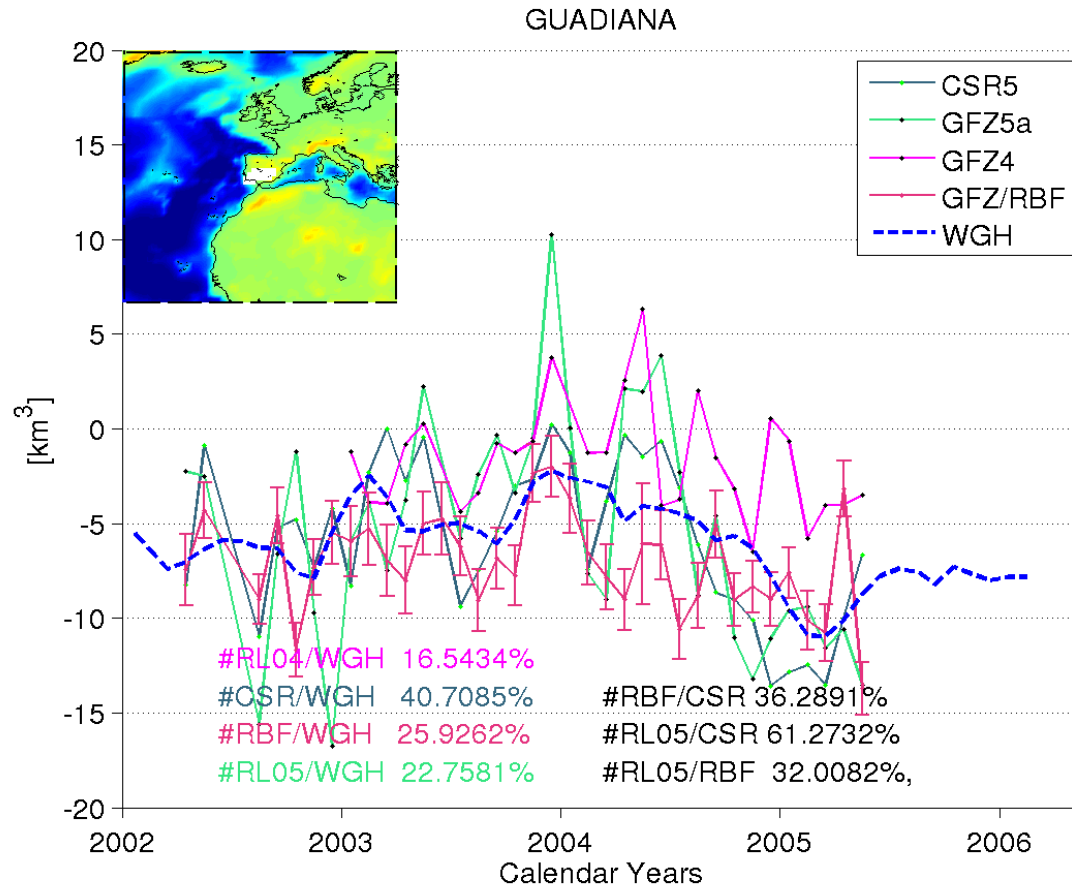 GUADIANA
20
15
10
5
0
-5
-10
-15
-20
[km³]
CSR5
GFZ5a
GFZ4
GFZ/RBF
WGH
#RL04/WGH 16.5434%
#CSR/WGH 40.7085%
#RBF/WGH 25.9262%
#RL05/WGH 22.7581%
#RBF/CSR 36.2891%
#RL05/CSR 61.2732%
#RL05/RBF 32.0082%,
2002 2003 2004 2005 2006
Calendar Years